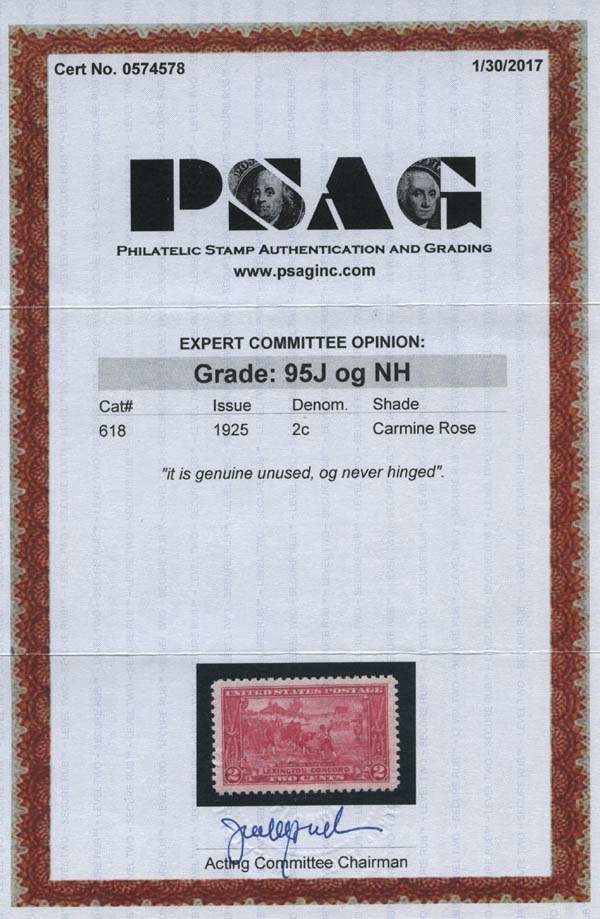 Cert No. 0574578 1/30/2017
PSAG
PHILATELIC STAMP AUTHENTICATION AND GRADING
www.psaginc.com
EXPERT COMMITTEE OPINION:
Grade: 95J og NH
Cat# Issue Denom. Shade
618 1925 2c Carmine Rose
"it is genuine unused, og never hinged".
UNITED STATES POSTAGE
LEXINGTON-CONCORD
2 TWO CENTS 2
Acting Committee Chairman